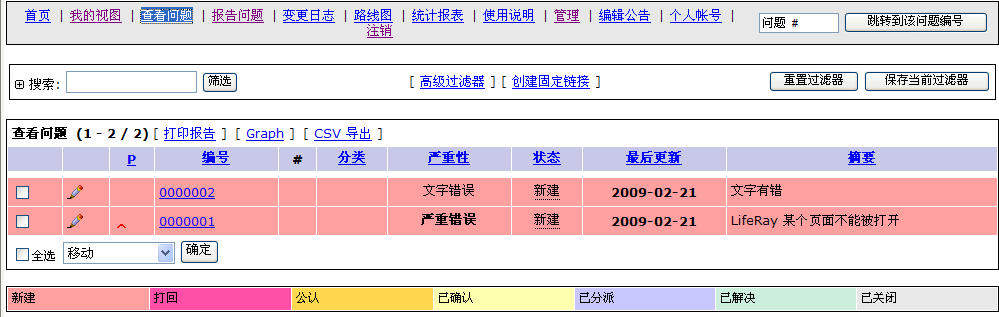 首页 | 我的视图 | 查看问题 | 报告问题 | 变更日志 | 路线图 | 统计报表 | 使用说明 | 管理 | 编辑公告 | 个人帐号 |
注销
问题 # 跳转到该问题编号
搜索: 筛选 [ 高级过滤器 ] [ 创建固定链接 ] 重置过滤器 保存当前过滤器
查看问题 (1 - 2 / 2) [ 打印报告 ] [ Graph ] [ CSV 导出 ]
P 编号 # 分类 严重性 状态 最后更新 摘要
0000002 文字错误 新建 2009-02-21 文字有错
0000001 严重错误 新建 2009-02-21 LifeRay 某个页面不能被打开
全选 移动 确定
新建 打回 公认 已确认 已分派 已解决 已关闭